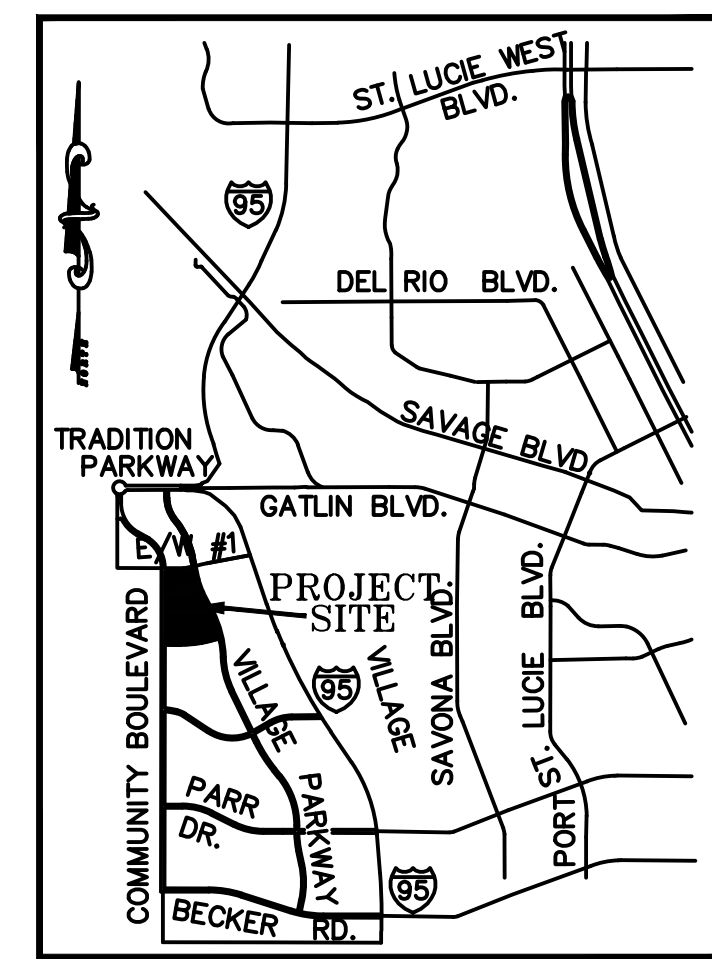 ST. LUCIE WEST
BLVD.
95
DEL RIO BLVD.
NORTH
SAVAGE BLVD.
TRADITION
PARKWAY
GATLIN BLVD.
E/W #1
PROJECT
SITE
COMMUNITY BOULEVARD
VILLAGE
PARKWAY
95
VILLAGE
SAVONA BLVD.
PORT ST. LUCIE BLVD.
PARR
DR.
95
BECKER RD.